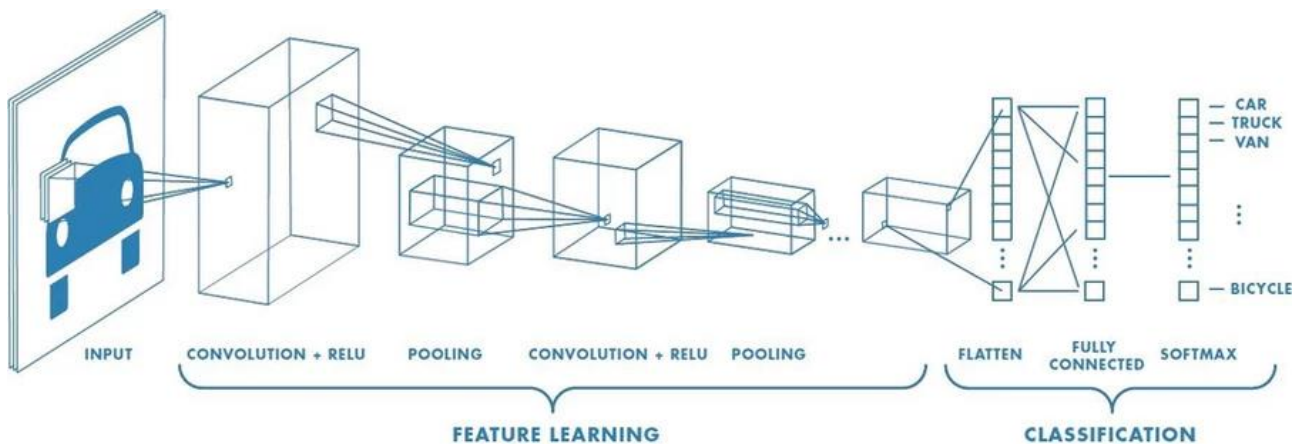 CAR
TRUCK
VAN
BICYCLE
INPUT
CONVOLUTION + RELU
POOLING
CONVOLUTION + RELU
POOLING
FLATTEN
FULLY
CONNECTED
SOFTMAX
FEATURE LEARNING
CLASSIFICATION